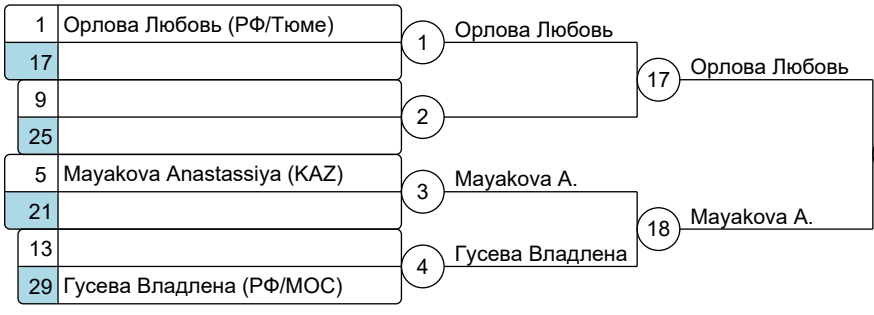 1 Орлова Любовь (РФ/Тюме)
17
1 Орлова Любовь
17 Орлова Любовь
9
25
2
5 Mayakova Anastassiya (KAZ)
21
3 Mayakova A.
18 Mayakova A.
13
29 Гусева Владлена (РФ/МОС)
4 Гусева Владлена